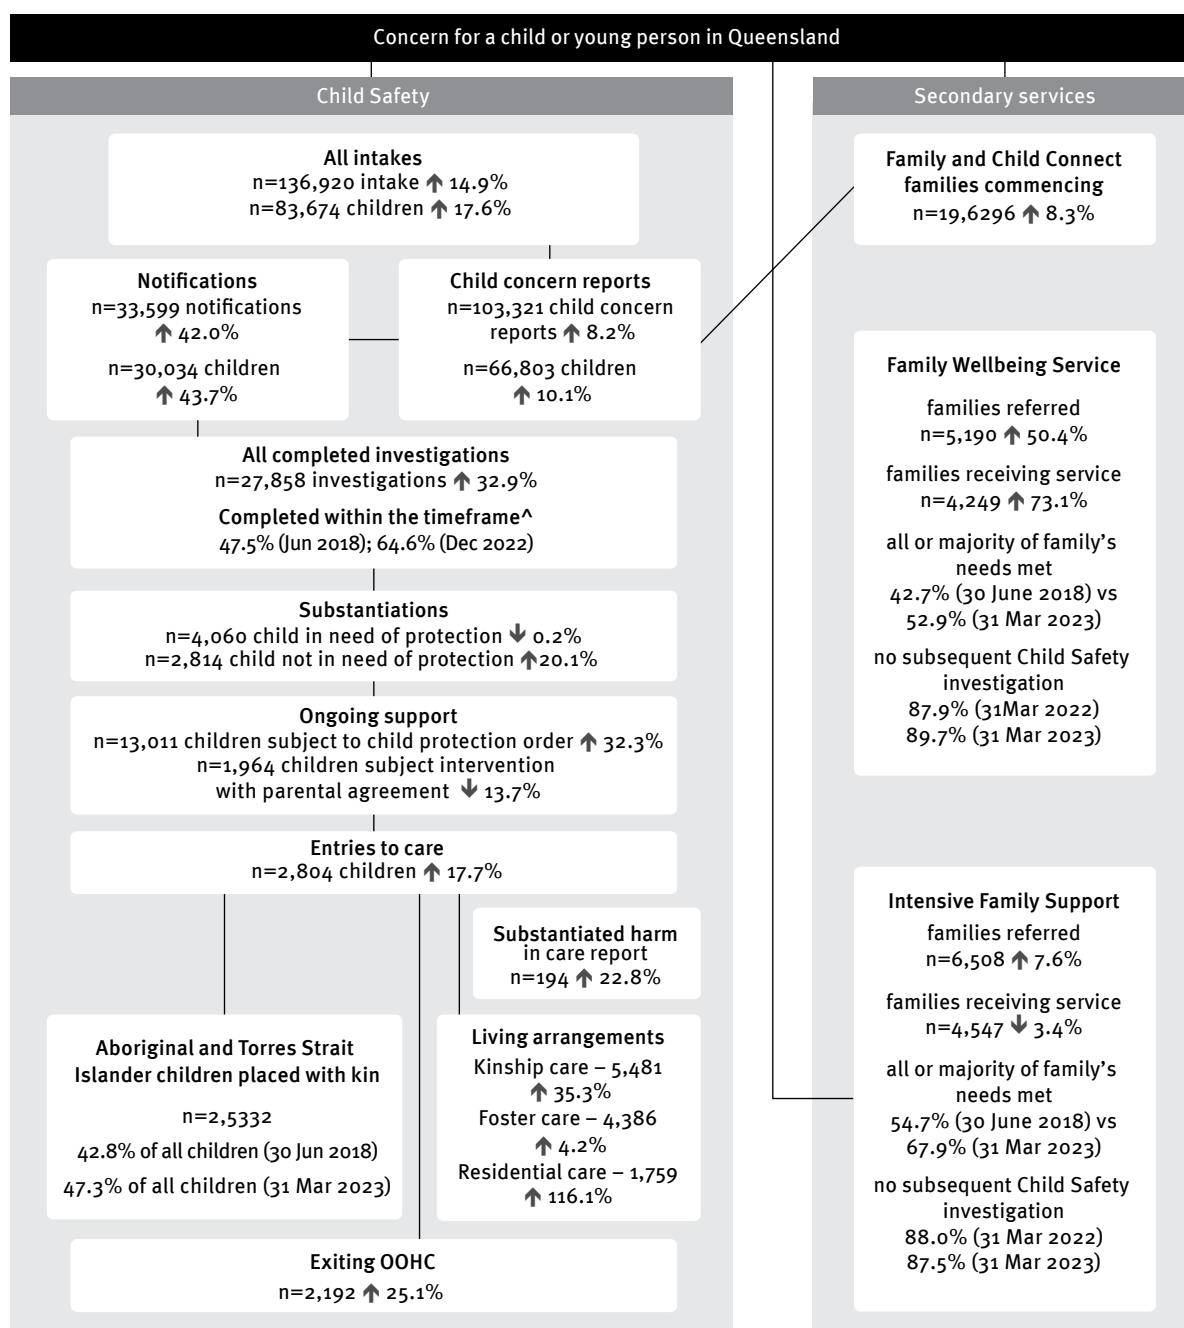 Concern for a child or young person in Queensland
Child Safety
All intakes
n=136,920 intake ↑ 14.9%
n=83,674 children ↑ 17.6%
Notifications
n=33,599 notifications
↑ 42.0%
n=30,034 children
↑ 43.7%
Child concern reports
n=103,321 child concern
reports ↑ 8.2%
n=66,803 children
↑ 10.1%
All completed investigations
n=27,858 investigations ↑ 32.9%
Completed within the timeframe^
47.5% (Jun 2018); 64.6% (Dec 2022)
Substantiations
n=4,060 child in need of protection ↓ 0.2%
n=2,814 child not in need of protection ↑20.1%
Ongoing support
n=13,011 children subject to child protection order ↑ 32.3%
n=1,964 children subject intervention
with parental agreement ↓ 13.7%
Entries to care
n=2,804 children ↑ 17.7%
Substantiated harm
in care report
n=194 ↑ 22.8%
Aboriginal and Torres Strait
Islander children placed with kin
n=2,5332
42.8% of all children (30 Jun 2018)
47.3% of all children (31 Mar 2023)
Living arrangements
Kinship care – 5,481
↑ 35.3%
Foster care – 4,386
↑ 4.2%
Residential care – 1,759
↑ 116.1%
Exiting OOHC
n=2,192 ↑ 25.1%
Secondary services
Family and Child Connect
families commencing
n=19,6296 ↑ 8.3%
Family Wellbeing Service
families referred
n=5,190 ↑ 50.4%
families receiving service
n=4,249 ↑ 73.1%
all or majority of family's
needs met
42.7% (30 June 2018) vs
52.9% (31 Mar 2023)
no subsequent Child Safety
investigation
87.9% (31Mar 2022)
89.7% (31 Mar 2023)
Intensive Family Support
families referred
n=6,508 ↑ 7.6%
families receiving service
n=4,547 ↓ 3.4%
all or majority of family's
needs met
54.7% (30 June 2018) vs
67.9% (31 Mar 2023)
no subsequent Child Safety
investigation
88.0% (31 Mar 2022)
87.5% (31 Mar 2023)